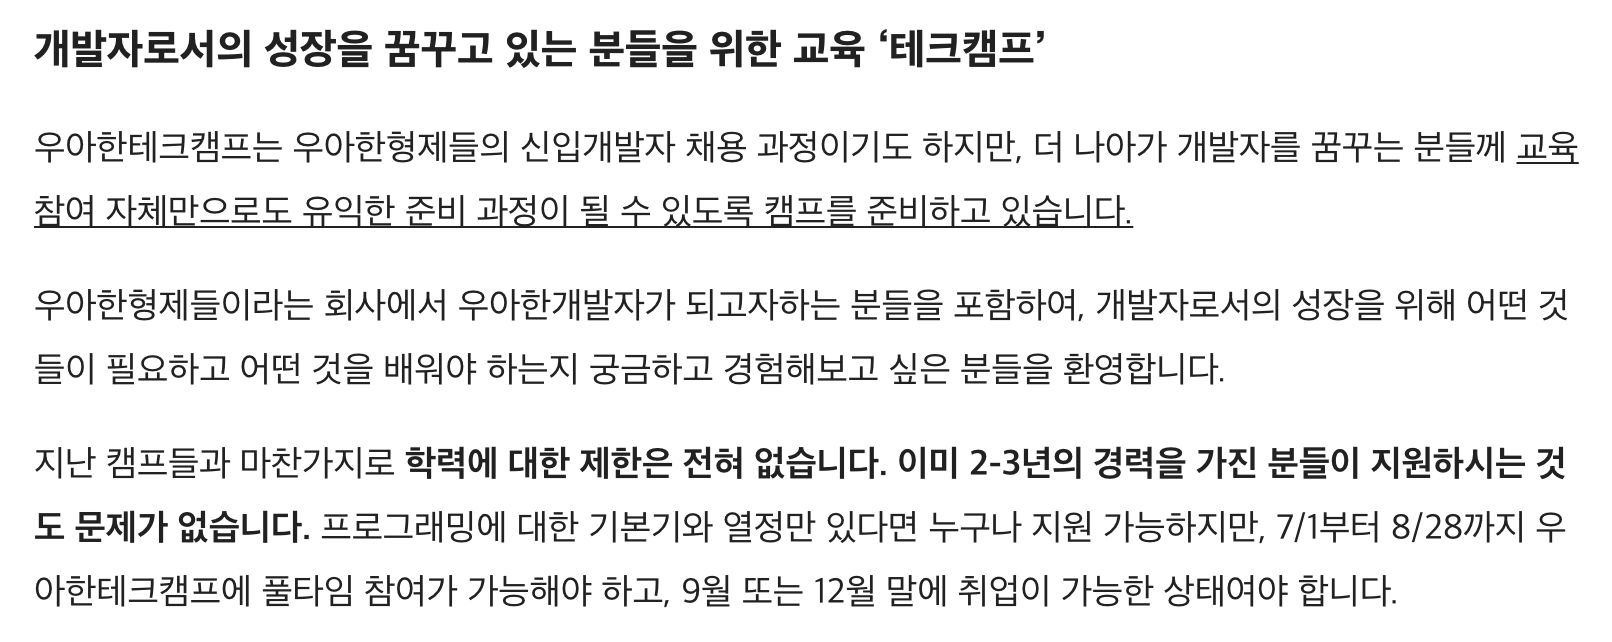 개발자로서의 성장을 꿈꾸고 있는 분들을 위한 교육 ‘테크캠프’
우아한테크캠프는 우아한형제들의 신입개발자 채용 과정이기도 하지만, 더 나아가 개발자를 꿈꾸는 분들께 교육
참여 자체만으로도 유익한 준비 과정이 될 수 있도록 캠프를 준비하고 있습니다.
우아한형제들이라는 회사에서 우아한개발자가 되고자하는 분들을 포함하여, 개발자로서의 성장을 위해 어떤 것
들이 필요하고 어떤 것을 배워야 하는지 궁금하고 경험해보고 싶은 분들을 환영합니다.
지난 캠프들과 마찬가지로 학력에 대한 제한은 전혀 없습니다. 이미 2-3년의 경력을 가진 분들이 지원하시는 것
도 문제가 없습니다. 프로그래밍에 대한 기본기와 열정만 있다면 누구나 지원 가능하지만, 7/1부터 8/28까지 우
아한테크캠프에 풀타임 참여가 가능해야 하고, 9월 또는 12월 말에 취업이 가능한 상태여야 합니다.